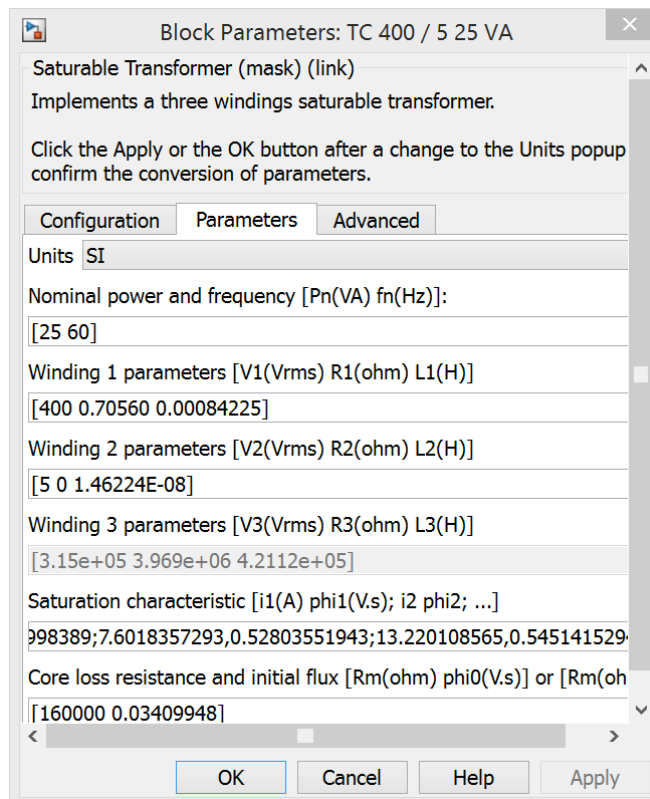 Block Parameters: TC 400 / 5 25 VA
Saturable Transformer (mask) (link)
Implements a three windings saturable transformer.
Click the Apply or the OK button after a change to the Units popup
confirm the conversion of parameters.
Configuration Parameters Advanced
Units SI
Nominal power and frequency [Pn(VA) fn(Hz)]:
[25 60]
Winding 1 parameters [V1(Vrms) R1(ohm) L1(H)]
[400 0.70560 0.00084225]
Winding 2 parameters [V2(Vrms) R2(ohm) L2(H)]
[5 0 1.46224E-08]
Winding 3 parameters [V3(Vrms) R3(ohm) L3(H)]
[3.15e+05 3.969e+06 4.2112e+05]
Saturation characteristic [i1(A) phi1(V.s); i2 phi2; ...]
998389;7.6018357293,0.52803551943;13.220108565,0.545141529
Core loss resistance and initial flux [Rm(ohm) phi0(V.s)] or [Rm(oh
[160000 0.03409948]
OK Cancel Help Apply